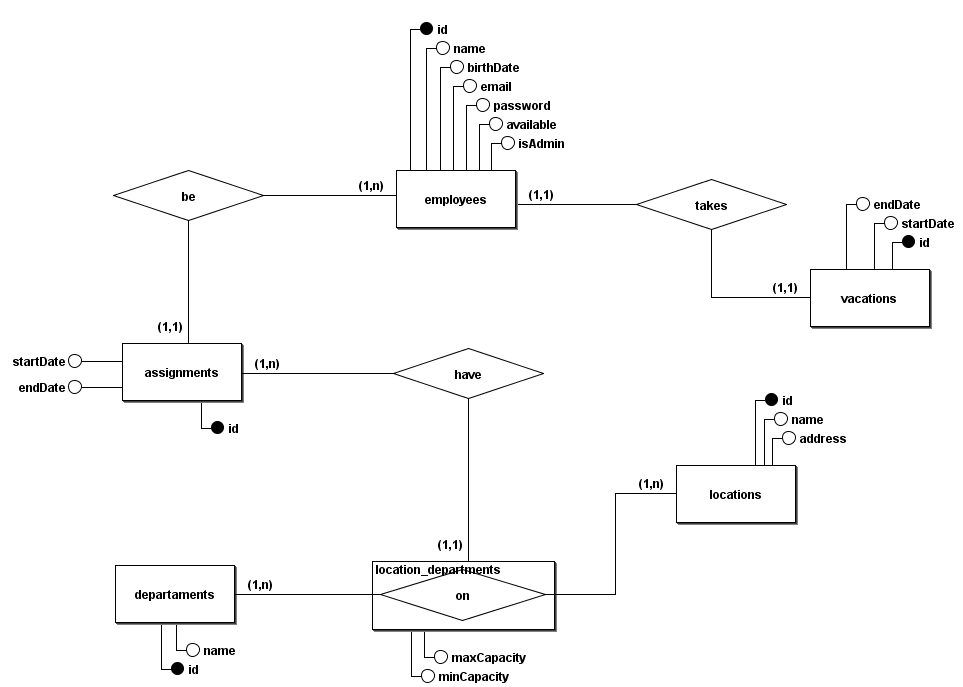 id
name
birthDate
email
password
available
isAdmin
be
(1,n)
employees
(1,1)
takes
endDate
startDate
id
(1,1)
vacations
(1,1)
startDate
endDate
assignments
id
(1,n)
have
id
name
address
(1,n)
locations
(1,1)
location_departments
on
departaments
(1,n)
name
id
maxCapacity
minCapacity